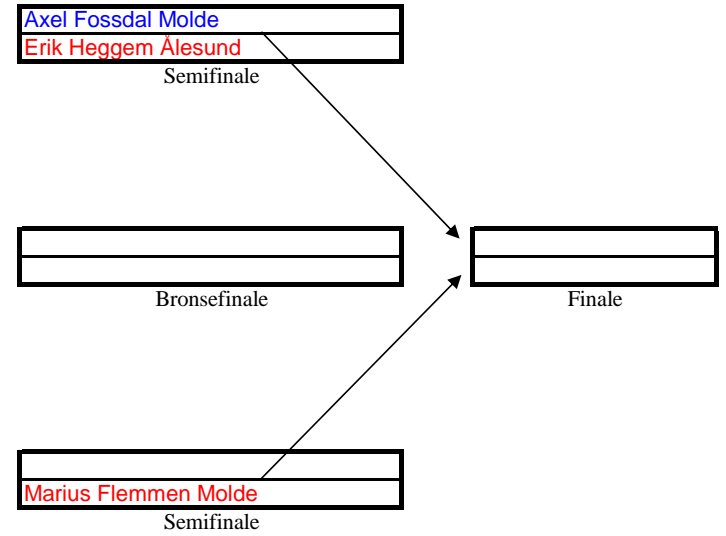 Axel Fossdal Molde
Erik Heggem Ålesund
Semifinale
Bronsefinale
Finale
Marius Flemmen Molde
Semifinale